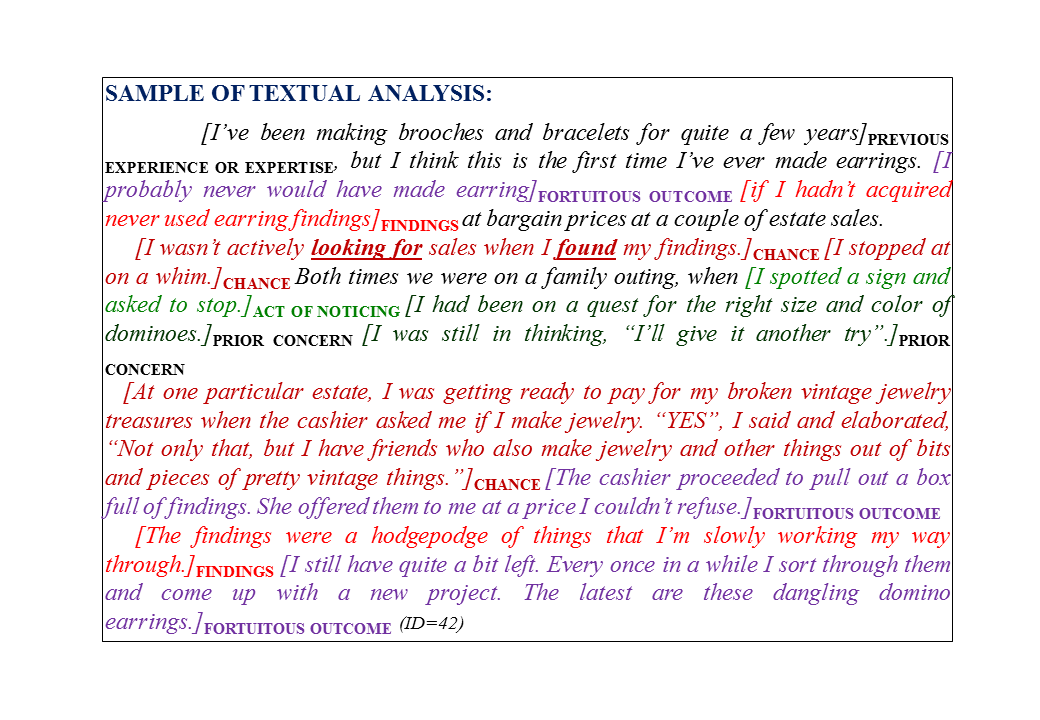 SAMPLE OF TEXTUAL ANALYSIS:
[I’ve been making brooches and bracelets for quite a few years]PREVIOUS
EXPERIENCE OR EXPERTISE, but I think this is the first time I’ve ever made earrings. [I
probably never would have made earring]FORTUITOUS OUTCOME [if I hadn’t acquired
never used earring findings]FINDINGS at bargain prices at a couple of estate sales.
[I wasn’t actively looking for sales when I found my findings.]CHANCE [I stopped at
on a whim.]CHANCE Both times we were on a family outing, when [I spotted a sign and
asked to stop.]ACT OF NOTICING [I had been on a quest for the right size and color of
dominoes.]PRIOR CONCERN [I was still in thinking, “I’ll give it another try”.]PRIOR
CONCERN
[At one particular estate, I was getting ready to pay for my broken vintage jewelry
treasures when the cashier asked me if I make jewelry. “YES”, I said and elaborated,
“Not only that, but I have friends who also make jewelry and other things out of bits
and pieces of pretty vintage things.”]CHANCE [The cashier proceeded to pull out a box
full of findings. She offered them to me at a price I couldn’t refuse.]FORTUITOUS OUTCOME
[The findings were a hodgepodge of things that I’m slowly working my way
through.]FINDINGS [I still have quite a bit left. Every once in a while I sort through them
and come up with a new project. The latest are these dangling domino
earrings.]FORTUITOUS OUTCOME (ID=42)